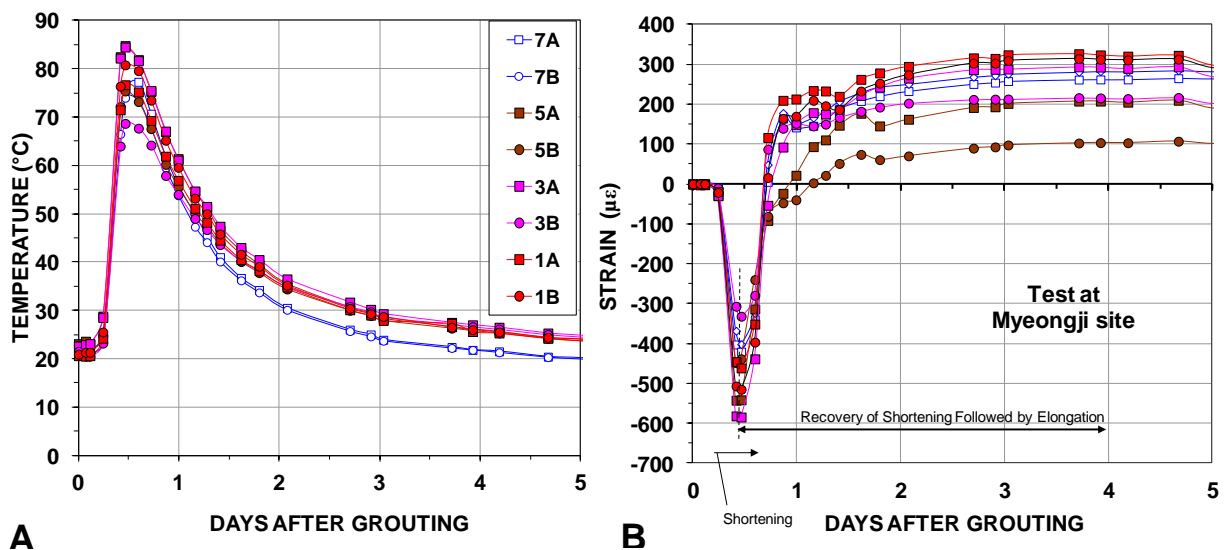 90
80
70
60
50
40
30
20
10
0
TEMPERATURE (°C)
7A
7B
5A
5B
3A
3B
1A
1B
0 1 2 3 4 5
DAYS AFTER GROUTING
A
400
300
200
100
0
-100
-200
-300
-400
-500
-600
-700
STRAIN (µε)
Test at
Myeongji site
Recovery of Shortening Followed by Elongation
0 1 2 3 4 5
Shortening
DAYS AFTER GROUTING
B